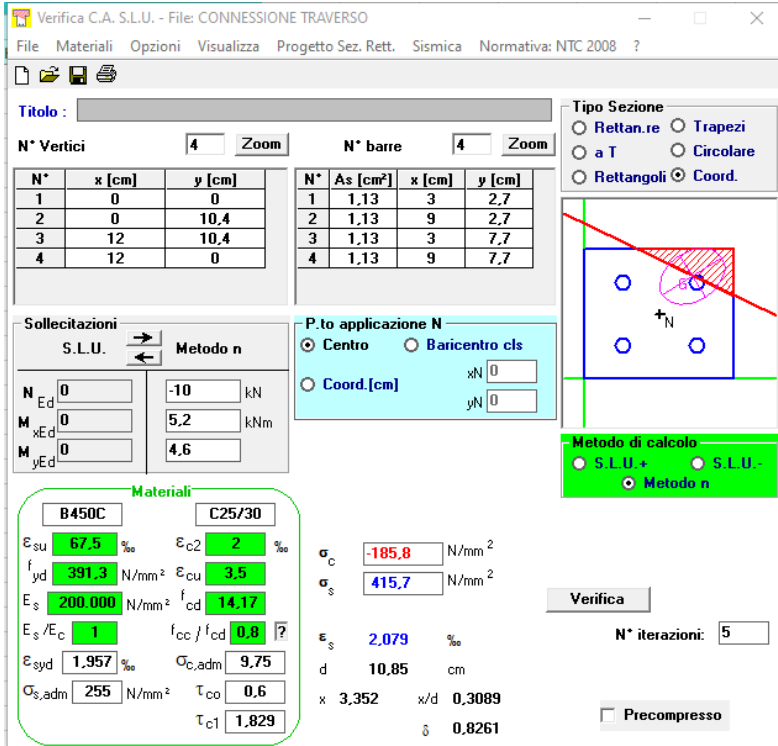 Verifica C.A. S.L.U. - File: CONNESSIONE TRAVERSO
File Materiali Opzioni Visualizza Progetto Sez. Rett. Sismica Normativa: NTC 2008 ?
Titolo :
N* Vertici 4 Zoom N* barre 4 Zoom
N* x [cm] y [cm]
1 0 0
2 0 10,4
3 12 10,4
4 12 0
N* As [cm²] x [cm] y [cm]
1 1,13 3 2,7
2 1,13 9 2,7
3 1,13 3 7,7
4 1,13 9 7,7
Tipo Sezione
Rettan.re Trapezi
a T Circolare
Rettangoli Coord.
G
N
Sollecitazioni
S.L.U. Metodo n
N Ed 0 -10 kN
M xEd 0 5,2 kNm
M yEd 0 4,6
P.to applicazione N
Centro Baricentro cls
Coord.[cm] xN 0
yN 0
Metodo di calcolo
S.L.U.+ S.L.U.-
Metodo n
Materiali
B450C C25/30
εsu 67,5 ‰ εc2 2 ‰
fyd 391,3 N/mm² εcu 3,5
Es 200.000 N/mm² fcd 14,17
Es/Ec 1 fcc / fcd 0,8 ?
εsyd 1,957 ‰ σc,adm 9,75
σs,adm 255 N/mm² τco 0,6
τc1 1,829
σc -185,8 N/mm²
σs 415,7 N/mm²
εs 2,079 ‰
d 10,85 cm
x 3,352 x/d 0,3089
δ 0,8261
Verifica
N* iterazioni: 5
Precompresso